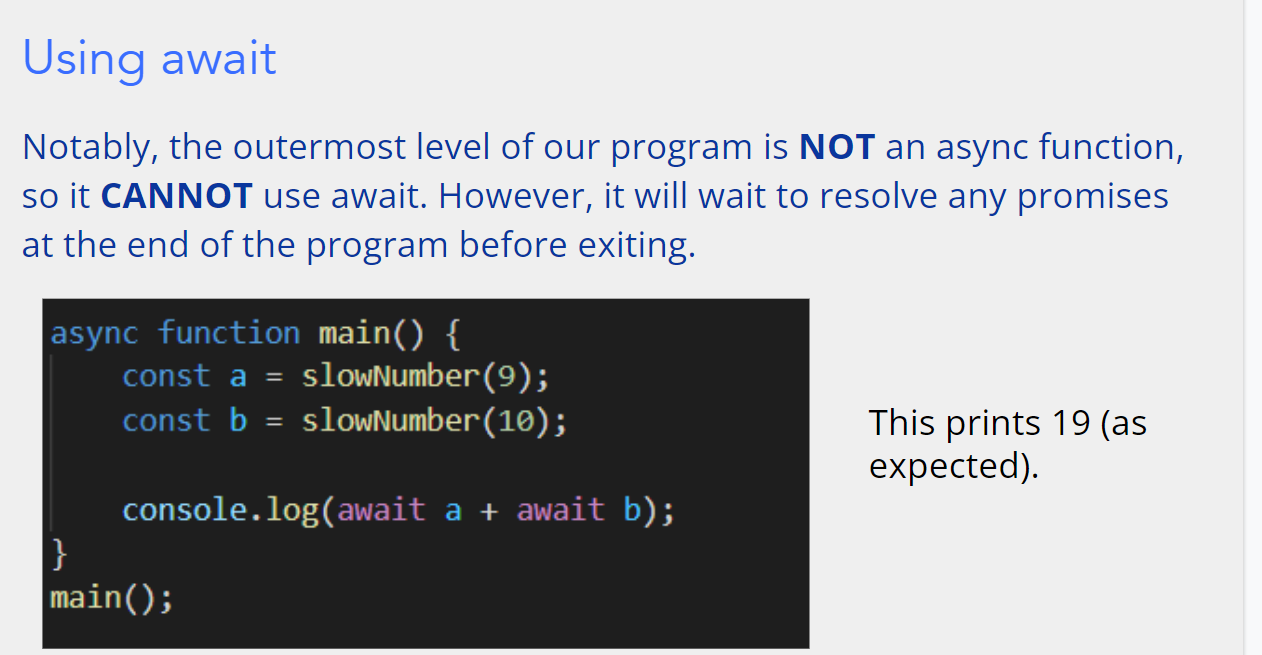 Using await
Notably, the outermost level of our program is NOT an async function,
so it CANNOT use await. However, it will wait to resolve any promises
at the end of the program before exiting.
async function main() {
    const a = slowNumber(9);
    const b = slowNumber(10);

    console.log(await a + await b);
}
main();
This prints 19 (as
expected).